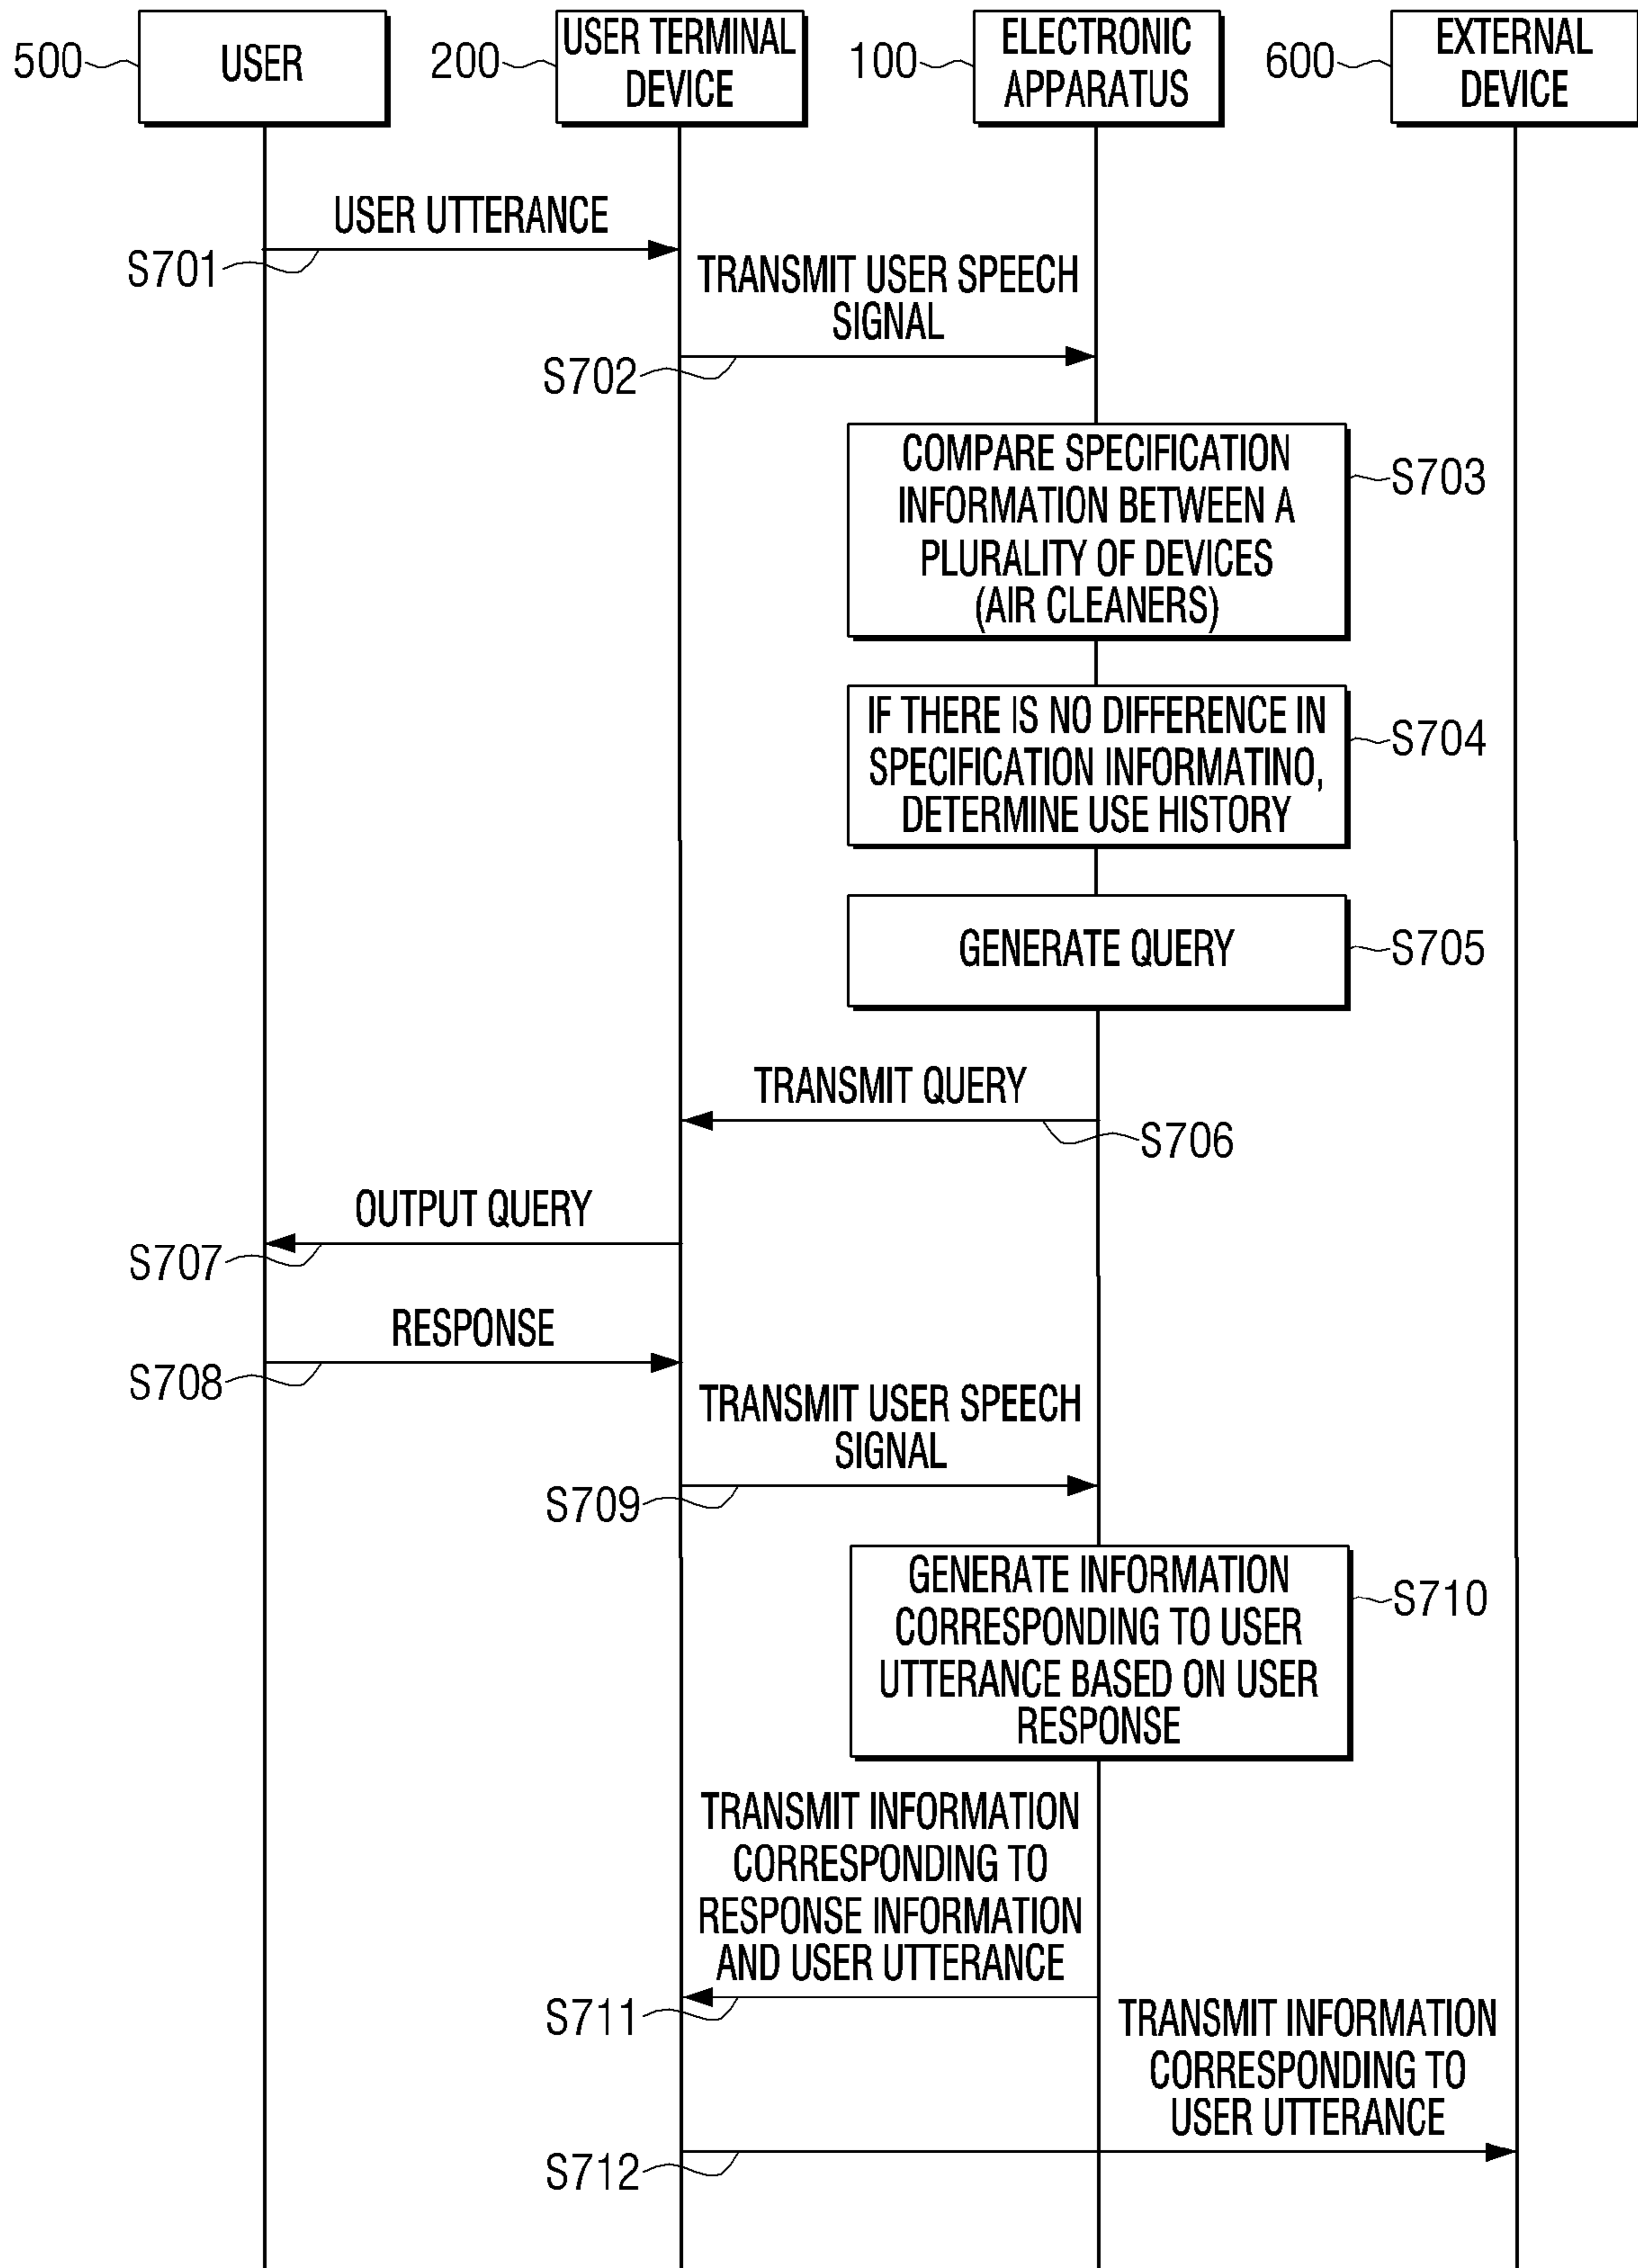 500
USER
200
USER TERMINAL
DEVICE
100
ELECTRONIC
APPARATUS
600
EXTERNAL
DEVICE
USER UTTERANCE
S701
TRANSMIT USER SPEECH
SIGNAL
S702
COMPARE SPECIFICATION
INFORMATION BETWEEN A
PLURALITY OF DEVICES
(AIR CLEANERS)
S703
IF THERE IS NO DIFFERENCE IN
SPECIFICATION INFORMATINO,
DETERMINE USE HISTORY
S704
GENERATE QUERY
S705
TRANSMIT QUERY
S706
OUTPUT QUERY
S707
RESPONSE
S708
TRANSMIT USER SPEECH
SIGNAL
S709
GENERATE INFORMATION
CORRESPONDING TO USER
UTTERANCE BASED ON USER
RESPONSE
S710
TRANSMIT INFORMATION
CORRESPONDING TO
RESPONSE INFORMATION
AND USER UTTERANCE
S711
TRANSMIT INFORMATION
CORRESPONDING TO
USER UTTERANCE
S712